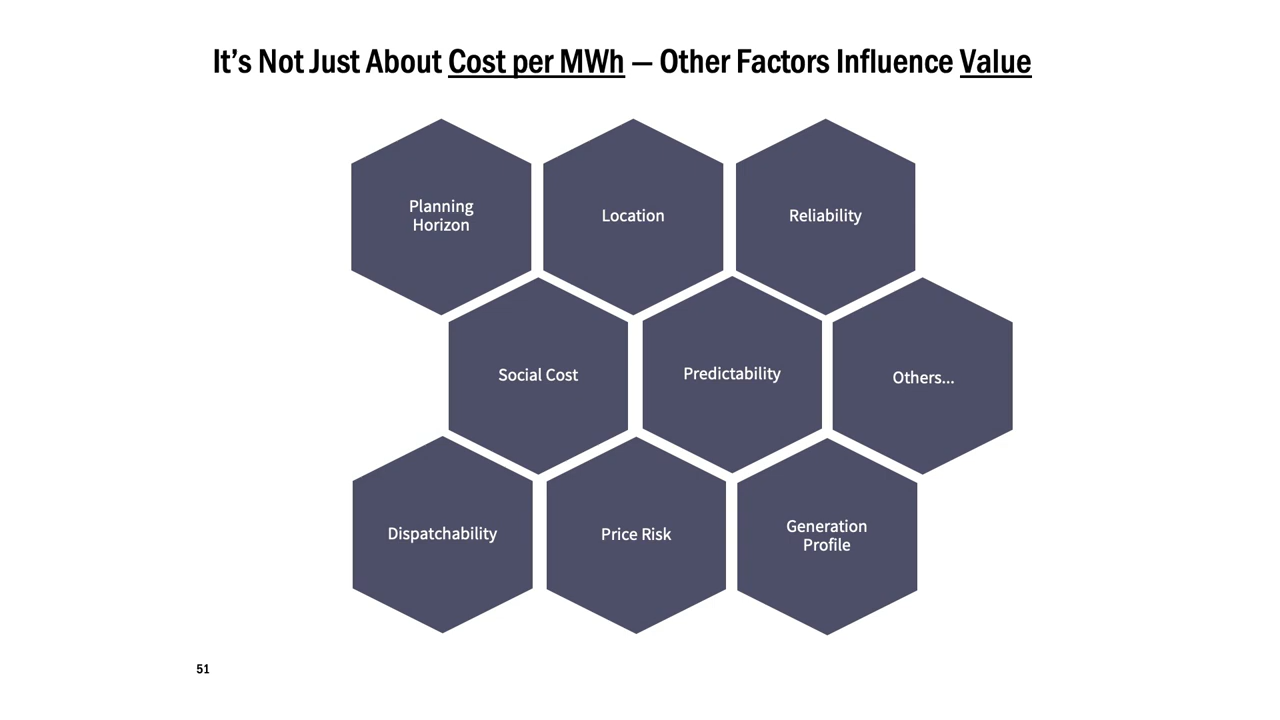 It's Not Just About Cost per MWh — Other Factors Influence Value
Planning
Horizon
Location
Reliability
Social Cost
Predictability
Others...
Dispatchability
Price Risk
Generation
Profile
51